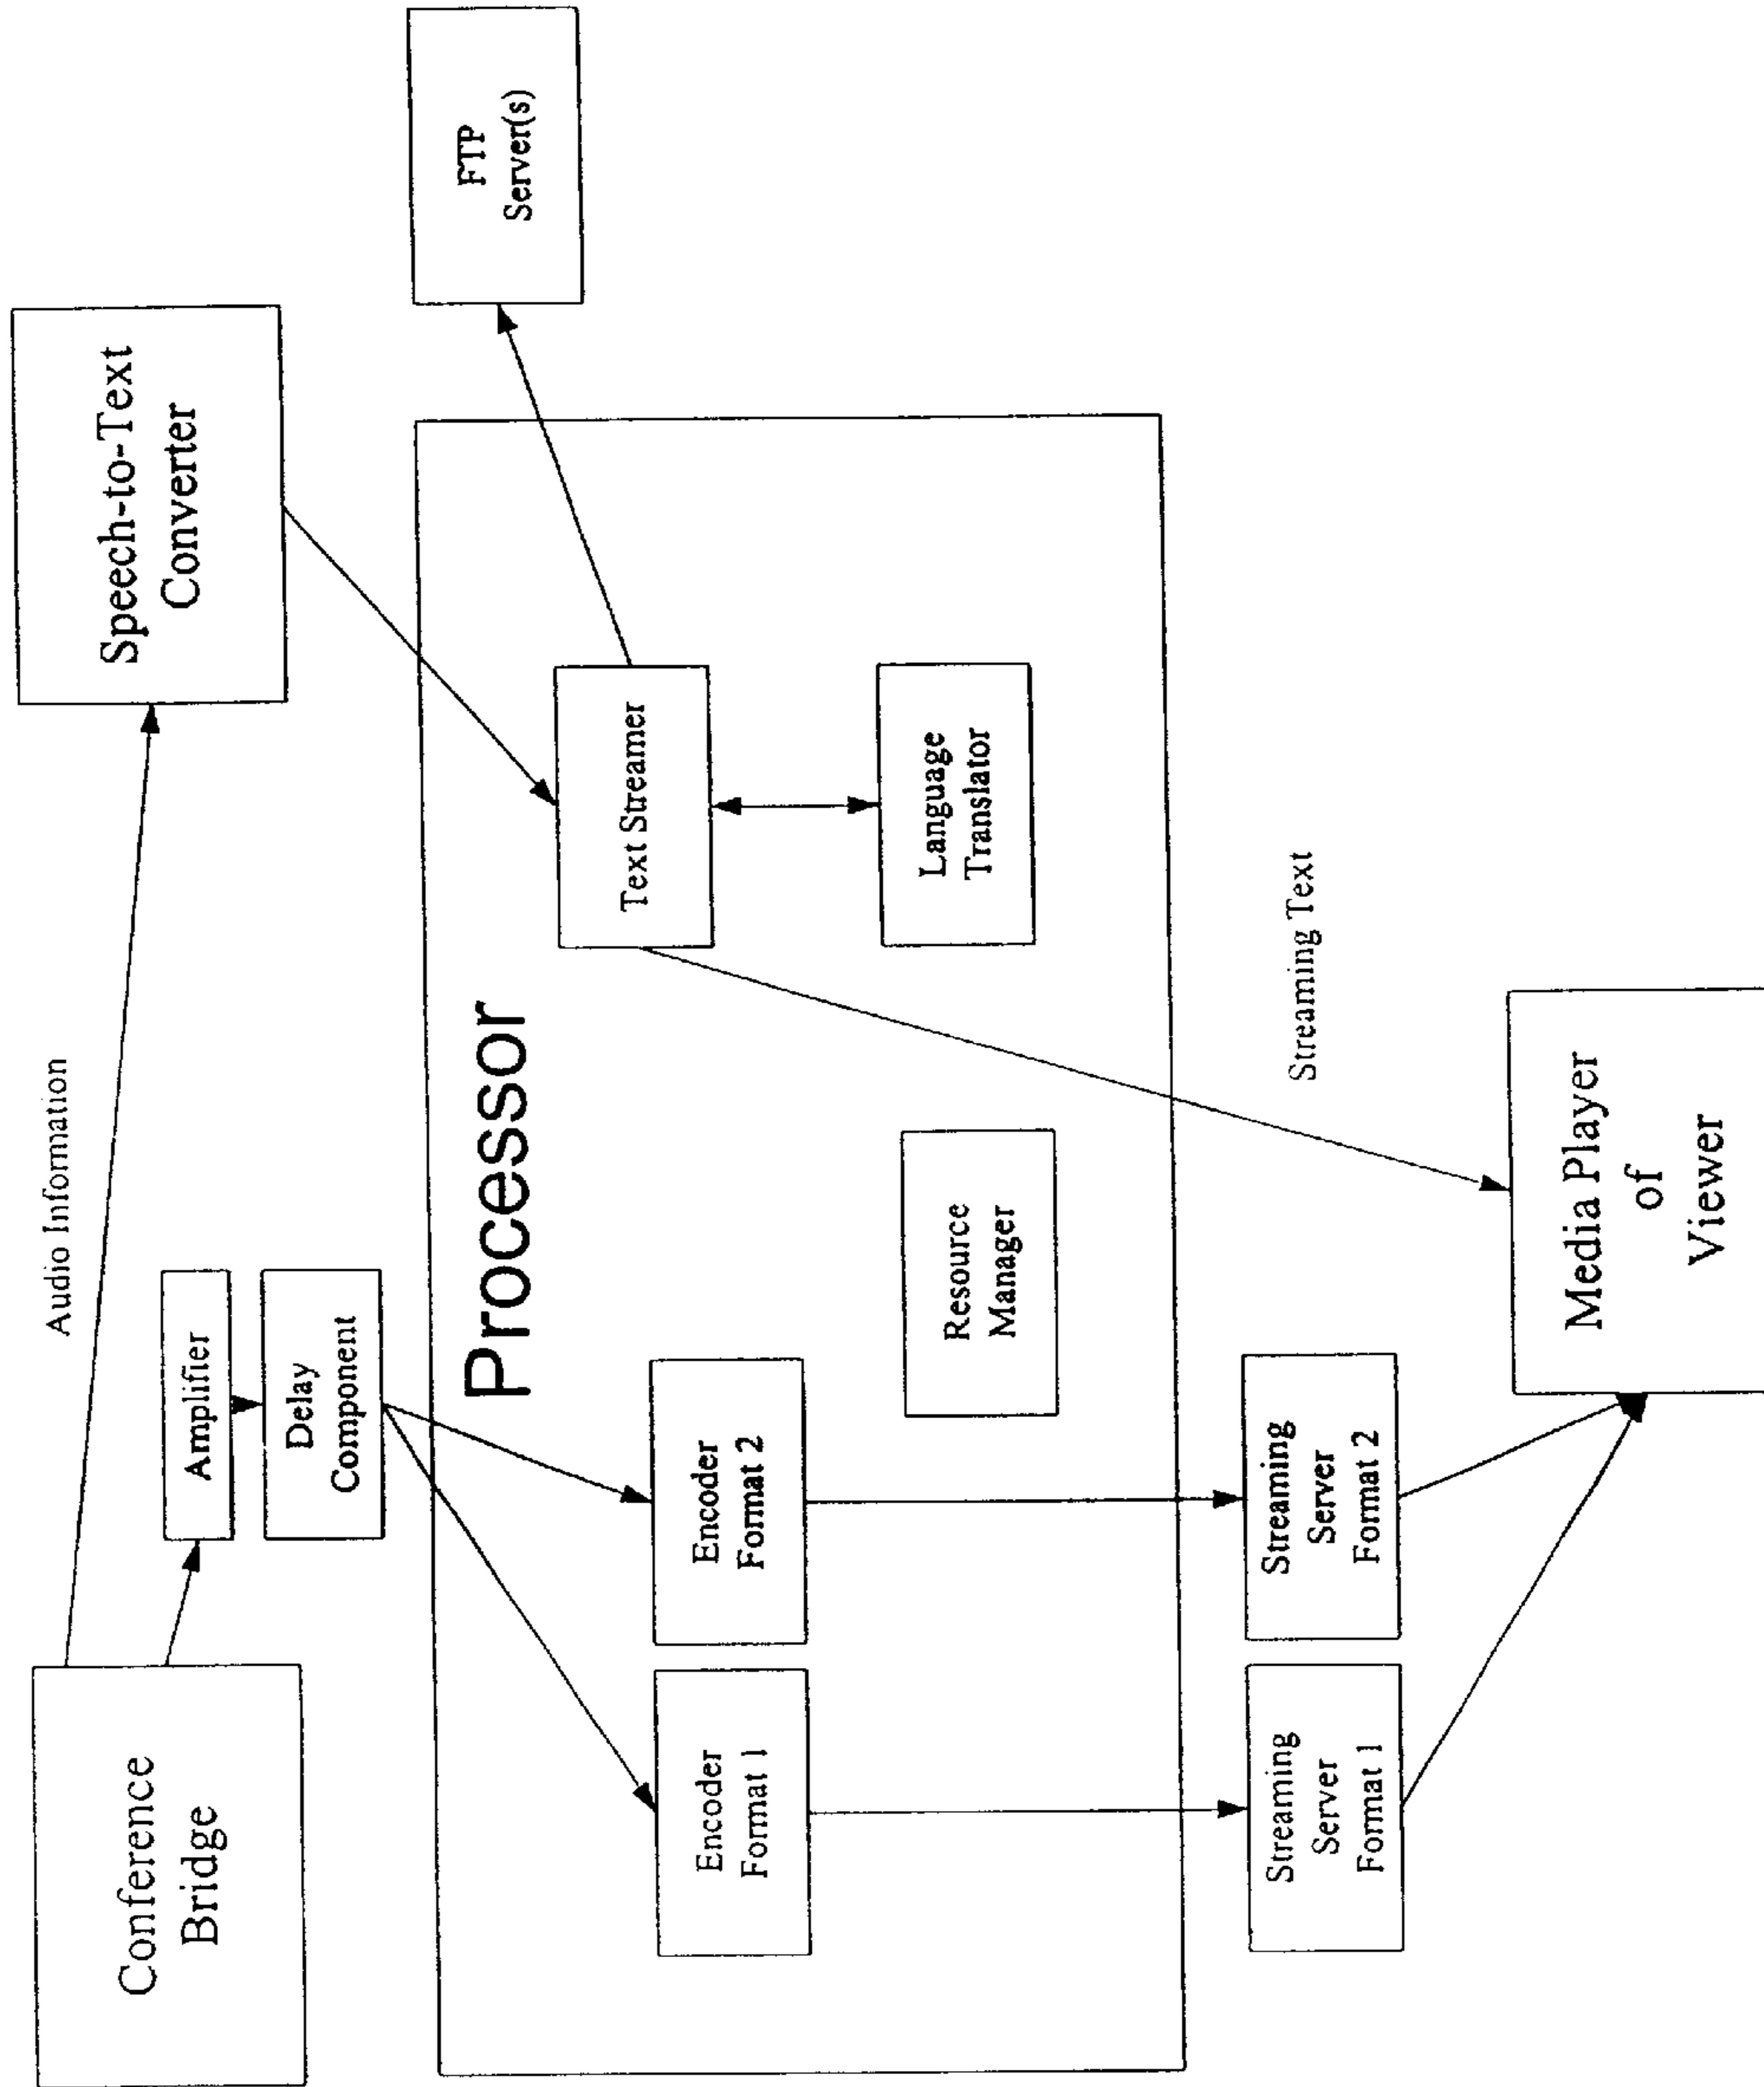 Conference
Bridge
Audio Information
Speech-to-Text
Converter
Amplifier
Delay
Component
FTP
Server(s)
Processor
Encoder
Format 1
Encoder
Format 2
Text Streamer
Resource
Manager
Language
Translator
Streaming
Server
Format 1
Streaming
Server
Format 2
Streaming Text
Media Player
of
Viewer